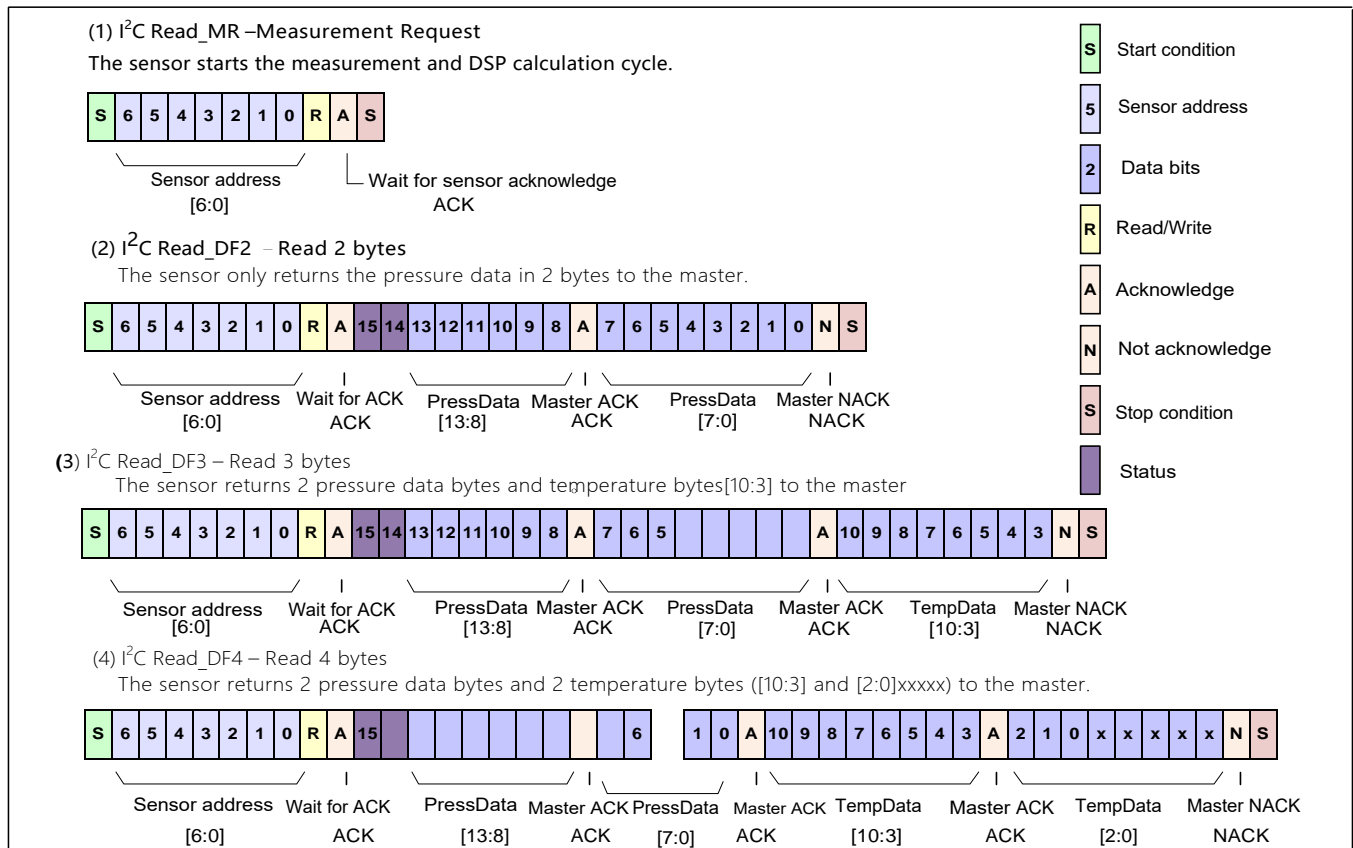 (1) I²C Read_MR –Measurement Request
The sensor starts the measurement and DSP calculation cycle.
S 6 5 4 3 2 1 0 R A S
Sensor address
[6:0]
Wait for sensor acknowledge
ACK
(2) I²C Read_DF2 – Read 2 bytes
The sensor only returns the pressure data in 2 bytes to the master.
S 6 5 4 3 2 1 0 R A 15 14 13 12 11 10 9 8 A 7 6 5 4 3 2 1 0 N S
Sensor address Wait for ACK PressData Master ACK PressData Master NACK
[6:0] ACK [13:8] ACK [7:0] NACK
(3) I²C Read_DF3 – Read 3 bytes
The sensor returns 2 pressure data bytes and temperature bytes[10:3] to the master
S 6 5 4 3 2 1 0 R A 15 14 13 12 11 10 9 8 A 7 6 5 A 10 9 8 7 6 5 4 3 N S
Sensor address Wait for ACK PressData Master ACK PressData Master ACK TempData Master NACK
[6:0] ACK [13:8] ACK [7:0] ACK [10:3] NACK
(4) I²C Read_DF4 – Read 4 bytes
The sensor returns 2 pressure data bytes and 2 temperature bytes ([10:3] and [2:0]xxxxx) to the master.
S 6 5 4 3 2 1 0 R A 15 6 1 0 A 10 9 8 7 6 5 4 3 A 2 1 0 x x x x x N S
Sensor address Wait for ACK PressData Master ACK PressData Master ACK TempData Master ACK TempData Master NACK
[6:0] ACK [13:8] ACK [7:0] ACK [10:3] ACK [2:0] NACK
S Start condition
5 Sensor address
2 Data bits
R Read/Write
A Acknowledge
N Not acknowledge
S Stop condition
Status